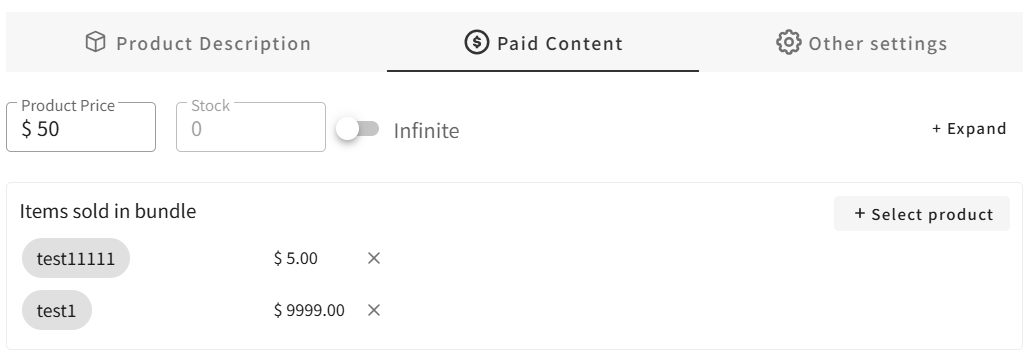 Product Description Paid Content Other settings
Product Price Stock
$ 50 0 Infinite + Expand
Items sold in bundle + Select product
test11111 $ 5.00 ×
test1 $ 9999.00 ×